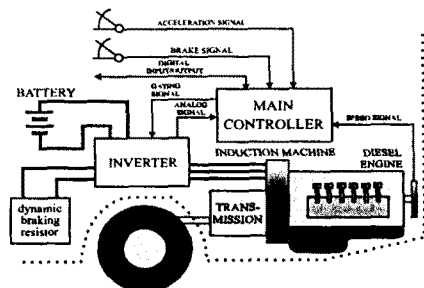 ACCELERATION SIGNAL
BRAKE SIGNAL
DIGITAL
INPUT/OUTPUT
GATING
SIGNAL
ANALOG
SIGNAL
BATTERY
MAIN
CONTROLLER
SPEED SIGNAL
INVERTER
INDUCTION MACHINE
DIESEL
ENGINE
dynamic
braking
resistor
TRANS-
MISSION